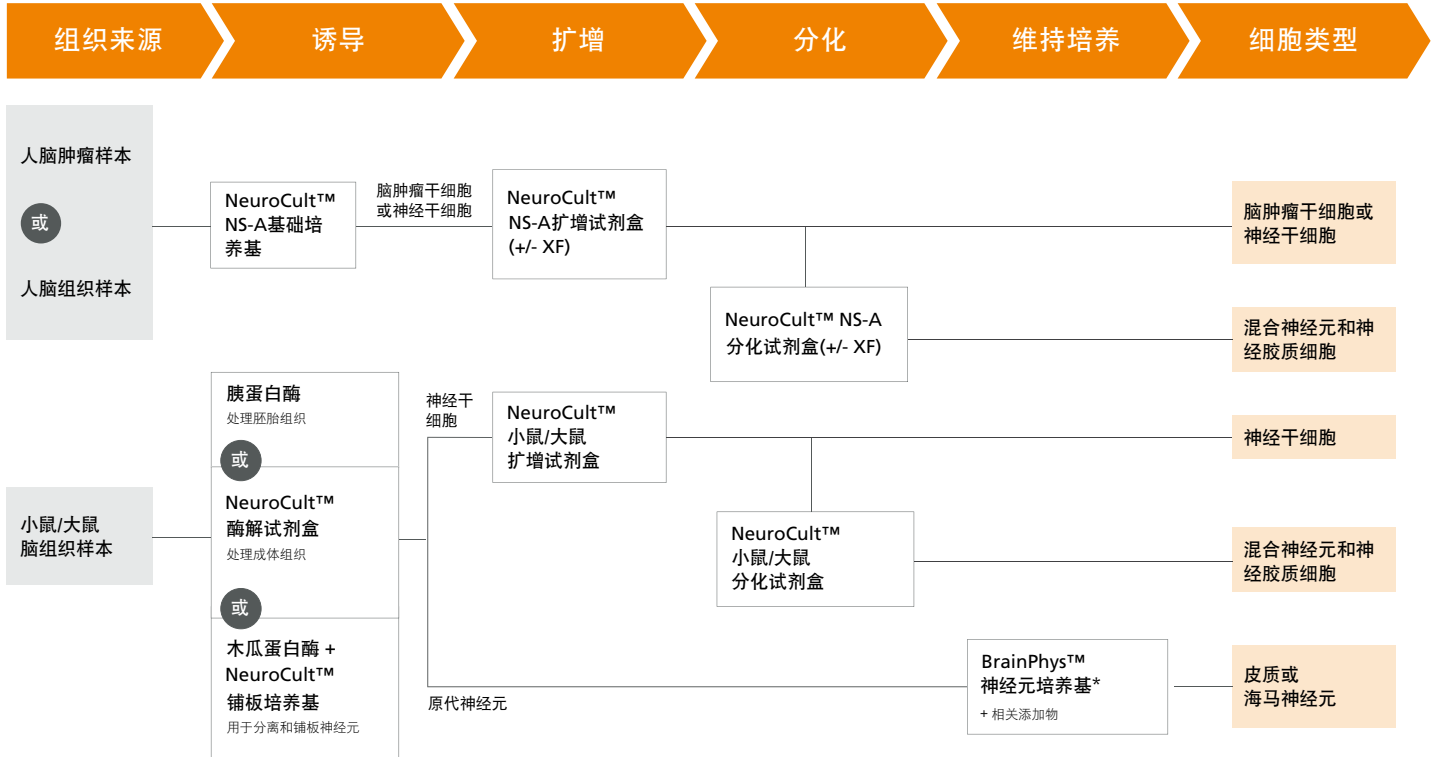 组织来源
诱导
扩增
分化
维持培养
细胞类型
人脑肿瘤样本
或
人脑组织样本
NeuroCult™
NS-A基础培
养基
脑肿瘤干细胞
或神经干细胞
NeuroCult™
NS-A扩增试剂盒
(+/- XF)
脑肿瘤干细胞或
神经干细胞
NeuroCult™ NS-A
分化试剂盒(+/- XF)
混合神经元和神
经胶质细胞
小鼠/大鼠
脑组织样本
胰蛋白酶
处理胚胎组织
或
NeuroCult™
酶解试剂盒
处理成体组织
或
木瓜蛋白酶 +
NeuroCult™
铺板培养基
用于分离和铺板神经元
神经干
细胞
NeuroCult™
小鼠/大鼠
扩增试剂盒
神经干细胞
NeuroCult™
小鼠/大鼠
分化试剂盒
混合神经元和神
经胶质细胞
原代神经元
BrainPhys™
神经元培养基*
+ 相关添加物
皮质或
海马神经元